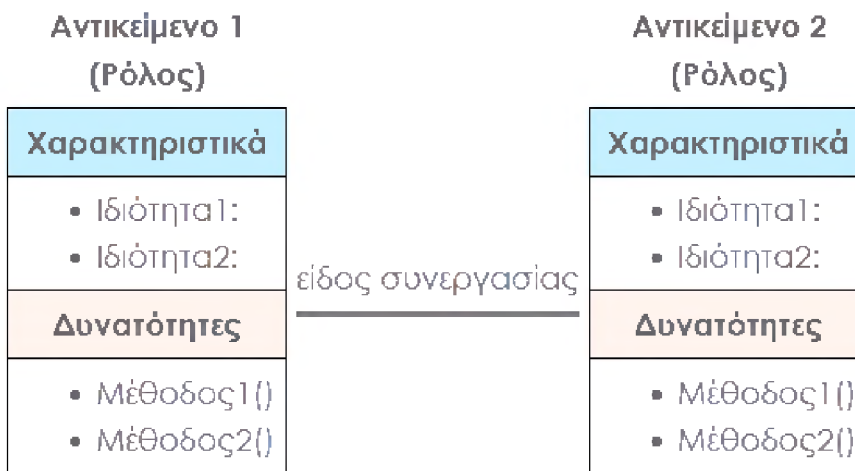 Αντικείμενο 1
(Ρόλος)
Χαρακτηριστικά
• Ιδιότητα1:
• Ιδιότητα2:
Δυνατότητες
• Μέθοδος1()
• Μέθοδος2()
είδος συνεργασίας
Αντικείμενο 2
(Ρόλος)
Χαρακτηριστικά
• Ιδιότητα1:
• Ιδιότητα2:
Δυνατότητες
• Μέθοδος1()
• Μέθοδος2()